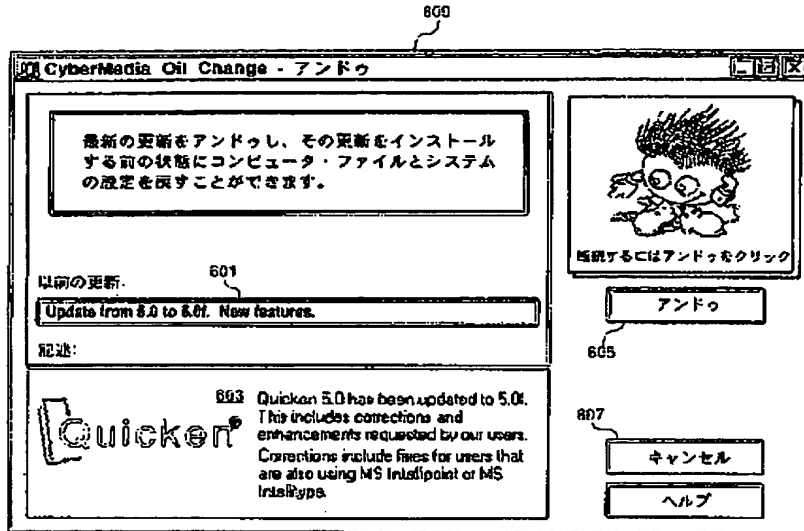 600
CyberMedia Oil Change - アンドゥ
最新の更新をアンドゥし、その更新をインストール
する前の状態にコンピュータ・ファイルとシステム
の設定を戻すことができます。
継続するにはアンドゥをクリック
以前の更新:
601
Update from 5.0 to 5.0f. New features.
アンドゥ
605
記述:
603
Quicken®
Quicken 5.0 has been updated to 5.0f.
This includes corrections and
enhancements requested by our users.
Corrections include fixes for users that
are also using MS Intellipoint or MS
Intellitype.
607
キャンセル
ヘルプ